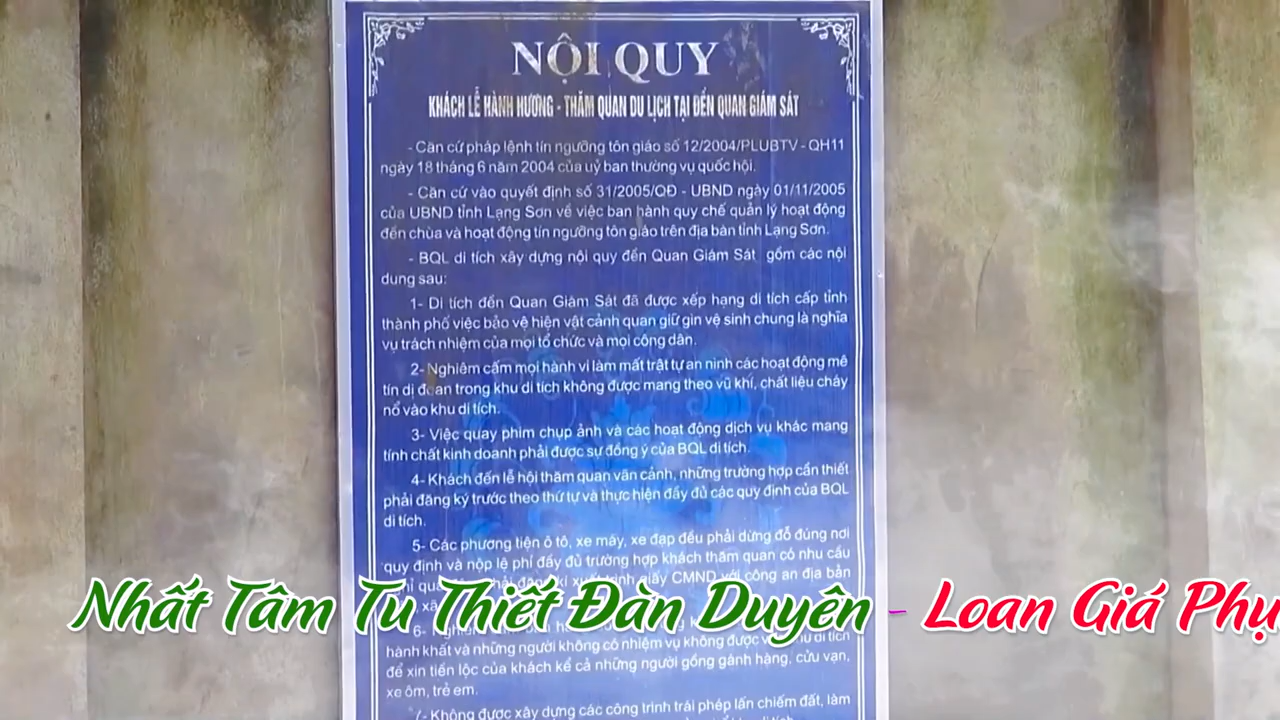 NỘI QUY
KHÁCH LỄ HÀNH HƯƠNG - THĂM QUAN DU LỊCH TẠI ĐỀN QUAN GIÁM SÁT
- Căn cứ pháp lệnh tín ngưỡng tôn giáo số 12/2004/PLUBTV - QH11
ngày 18 tháng 6 năm 2004 của uỷ ban thường vụ quốc hội.
- Căn cứ vào quyết định số 31/2005/QĐ - UBND ngày 01/11/2005
của UBND tỉnh Lạng Sơn về việc ban hành quy chế quản lý hoạt động
đền chùa và hoạt động tín ngưỡng tôn giáo trên địa bàn tỉnh Lạng Sơn.
- BQL di tích xây dựng nội quy đền Quan Giám Sát gồm các nội
dung sau:
1- Di tích đền Quan Giám Sát đã được xếp hạng di tích cấp tỉnh
thành phố việc bảo vệ hiện vật cảnh quan giữ gìn vệ sinh chung là nghĩa
vụ trách nhiệm của mọi tổ chức và mọi công dân.
2- Nghiêm cấm mọi hành vi làm mất trật tự an ninh các hoạt động mê
tín dị đoan trong khu di tích không được mang theo vũ khí, chất liệu cháy
nổ vào khu di tích.
3- Việc quay phim chụp ảnh và các hoạt động dịch vụ khác mang
tính chất kinh doanh phải được sự đồng ý của BQL di tích.
4- Khách đến lễ hội thăm quan vãn cảnh, những trường hợp cần thiết
phải đăng ký trước theo thứ tự và thực hiện đầy đủ các quy định của BQL
di tích.
5- Các phương tiện ô tô, xe máy, xe đạp đều phải dừng đỗ đúng nơi
quy định và nộp lệ phí đầy đủ trường hợp khách thăm quan có nhu cầu
giấy CMND với công an địa bàn
Nhất Tâm Tu Thiết Đàn Duyên - Loan Giá Phụ
6-
hành khất và những người không có nhiệm vụ không được di tích
để xin tiền lộc của khách kể cả những người gồng gánh hàng, cửu vạn,
xe ôm, trẻ em.
7- Không được xây dựng các công trình trái phép lấn chiếm đất, làm